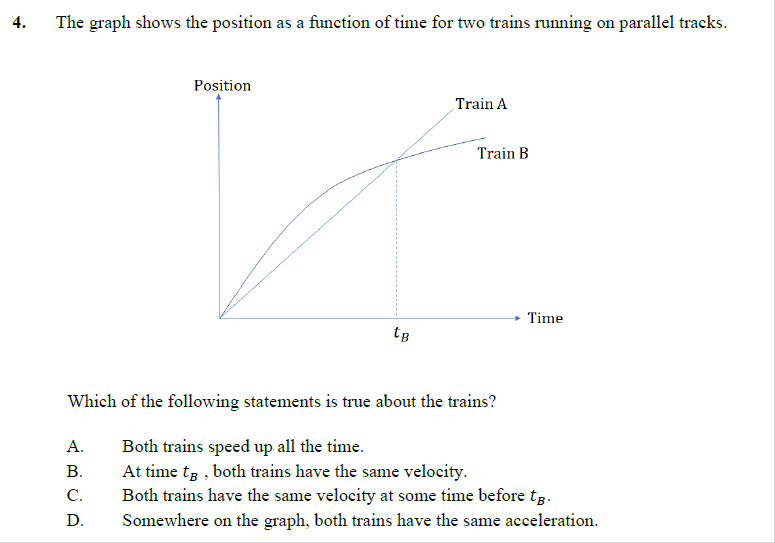 4. The graph shows the position as a function of time for two trains running on parallel tracks.
Position
Train A
Train B
Time
t_B
Which of the following statements is true about the trains?
A. Both trains speed up all the time.
B. At time t_B , both trains have the same velocity.
C. Both trains have the same velocity at some time before t_B.
D. Somewhere on the graph, both trains have the same acceleration.